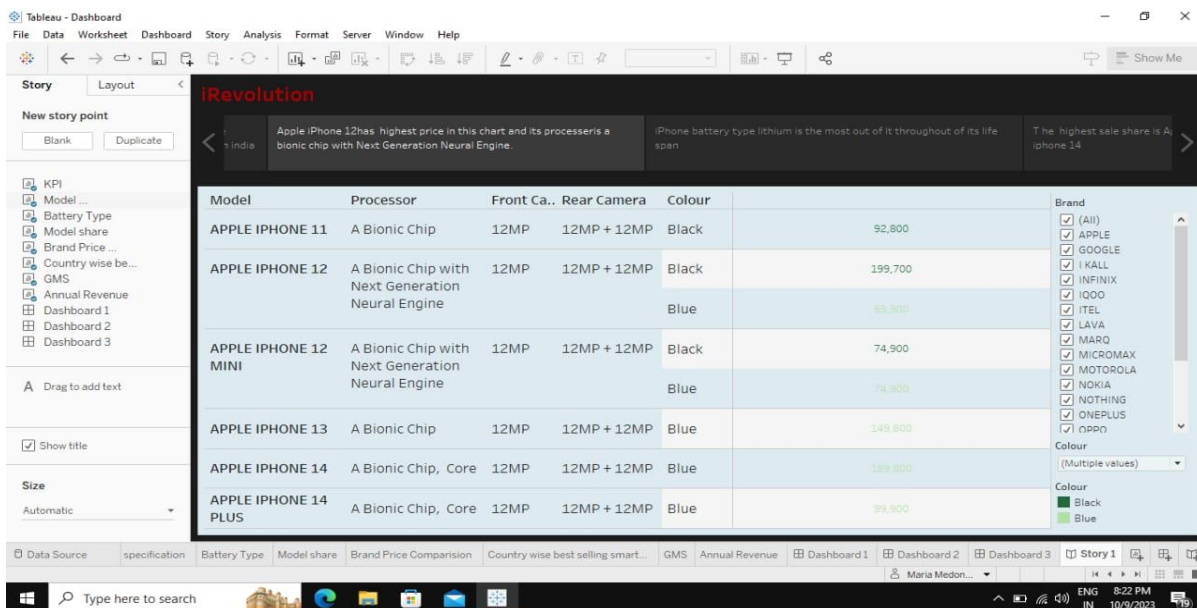 Tableau - Dashboard
File Data Worksheet Dashboard Story Analysis Format Server Window Help
Show Me
Story Layout
New story point
Blank Duplicate
KPI
Model ...
Battery Type
Model share
Brand Price ...
Country wise be...
GMS
Annual Revenue
Dashboard 1
Dashboard 2
Dashboard 3
A Drag to add text
Show title
Size
Automatic
iRevolution
n india
Apple iPhone 12has highest price in this chart and its processeris a
bionic chip with Next Generation Neural Engine.
iPhone battery type lithium is the most out of it throughout of its life
span
The highest sale share is
iphone 14
Model Processor Front Ca.. Rear Camera Colour
APPLE IPHONE 11 A Bionic Chip 12MP 12MP + 12MP Black 92,800
APPLE IPHONE 12 A Bionic Chip with 12MP 12MP + 12MP Black 199,700
Next Generation
Neural Engine
Blue
APPLE IPHONE 12 A Bionic Chip with 12MP 12MP + 12MP Black 74,900
MINI Next Generation
Neural Engine
Blue 74,900
APPLE IPHONE 13 A Bionic Chip 12MP 12MP + 12MP Blue 149,800
APPLE IPHONE 14 A Bionic Chip, Core 12MP 12MP + 12MP Blue 189,800
APPLE IPHONE 14 A Bionic Chip, Core 12MP 12MP + 12MP Blue 99,900
PLUS
Brand
(All)
APPLE
GOOGLE
I KALL
INFINIX
IQOO
ITEL
LAVA
MARQ
MICROMAX
MOTOROLA
NOKIA
NOTHING
ONEPLUS
OPPO
Colour
(Multiple values)
Colour
Black
Blue
Data Source specification Battery Type Model share Brand Price Comparision Country wise best selling smart... GMS Annual Revenue Dashboard 1 Dashboard 2 Dashboard 3 Story 1
Maria Medon...
Type here to search
ENG 8:22 PM
IN 10/9/2023